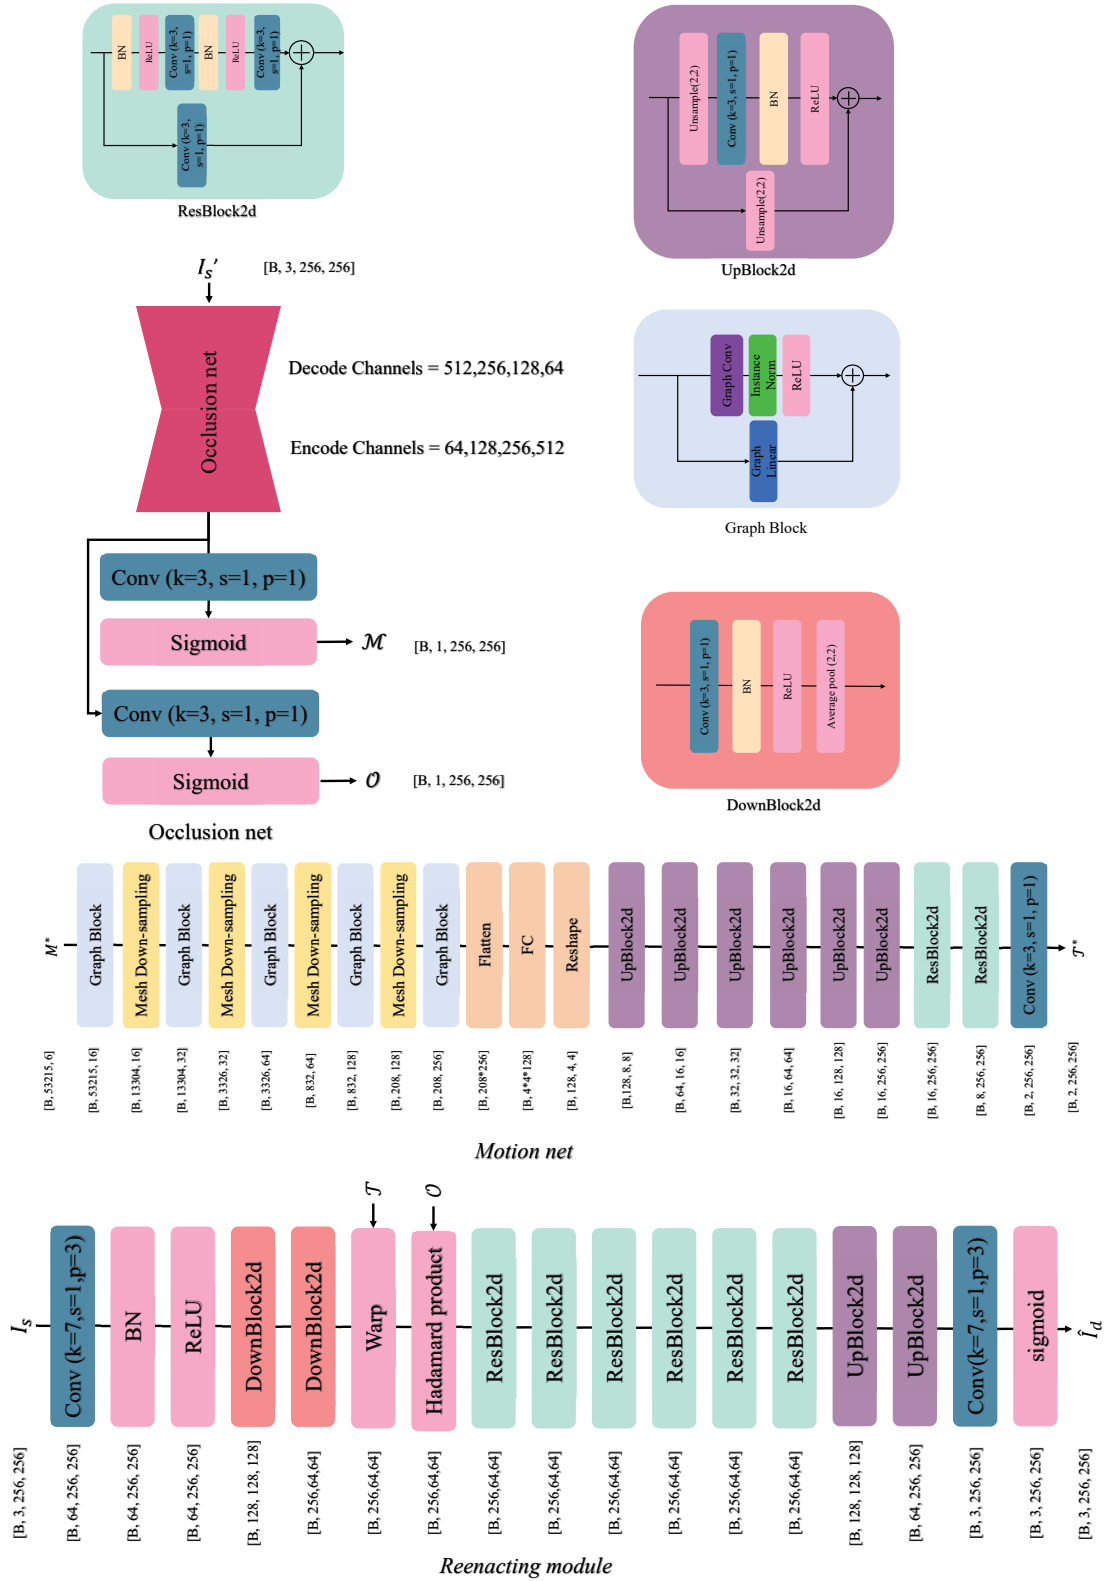 BN
ReLU
Conv (k=3,
s=1, p=1)
BN
ReLU
Conv (k=3,
s=1, p=1)
Conv (k=3,
s=1, p=1)
ResBlock2d
Unsample(2,2)
Conv (k=3, s=1, p=1)
BN
ReLU
Unsample(2,2)
UpBlock2d
I_s'
[B, 3, 256, 256]
Occlusion net
Decode Channels = 512,256,128,64
Encode Channels = 64,128,256,512
Conv (k=3, s=1, p=1)
Sigmoid
ℳ
[B, 1, 256, 256]
Conv (k=3, s=1, p=1)
Sigmoid
𝒪
[B, 1, 256, 256]
Occlusion net
Graph Conv
Instance
Norm
ReLU
Graph
Linear
Graph Block
Conv (k=3, s=1, p=1)
BN
ReLU
Average pool (2,2)
DownBlock2d
M*
Graph Block
Mesh Down-sampling
Graph Block
Mesh Down-sampling
Graph Block
Mesh Down-sampling
Graph Block
Mesh Down-sampling
Graph Block
Flatten
FC
Reshape
UpBlock2d
UpBlock2d
UpBlock2d
UpBlock2d
UpBlock2d
UpBlock2d
ResBlock2d
ResBlock2d
Conv (k=3, s=1, p=1)
𝒯*
[B, 53215, 6]
[B, 53215, 16]
[B, 13304, 16]
[B, 13304, 32]
[B, 3326, 32]
[B, 3326, 64]
[B, 832, 64]
[B, 832, 128]
[B, 208, 128]
[B, 208, 256]
[B, 208*256]
[B, 4*4*128]
[B, 128, 4, 4]
[B,128, 8, 8]
[B, 64, 16, 16]
[B, 32, 32, 32]
[B, 16, 64, 64]
[B, 16, 128, 128]
[B, 16, 256, 256]
[B, 16, 256, 256]
[B, 8, 256, 256]
[B, 2, 256, 256]
[B, 2, 256, 256]
Motion net
𝒯
𝒪
I_s
Conv (k=7,s=1,p=3)
BN
ReLU
DownBlock2d
DownBlock2d
Warp
Hadamard product
ResBlock2d
ResBlock2d
ResBlock2d
ResBlock2d
ResBlock2d
ResBlock2d
UpBlock2d
UpBlock2d
Conv(k=7,s=1,p=3)
sigmoid
Î_d
[B, 3, 256, 256]
[B, 64, 256, 256]
[B, 64, 256, 256]
[B, 64, 256, 256]
[B, 128, 128, 128]
[B, 256,64,64]
[B, 256,64,64]
[B, 256,64,64]
[B, 256,64,64]
[B, 256,64,64]
[B, 256,64,64]
[B, 256,64,64]
[B, 256,64,64]
[B, 256,64,64]
[B, 128, 128, 128]
[B, 64, 256, 256]
[B, 3, 256, 256]
[B, 3, 256, 256]
[B, 3, 256, 256]
Reenacting module